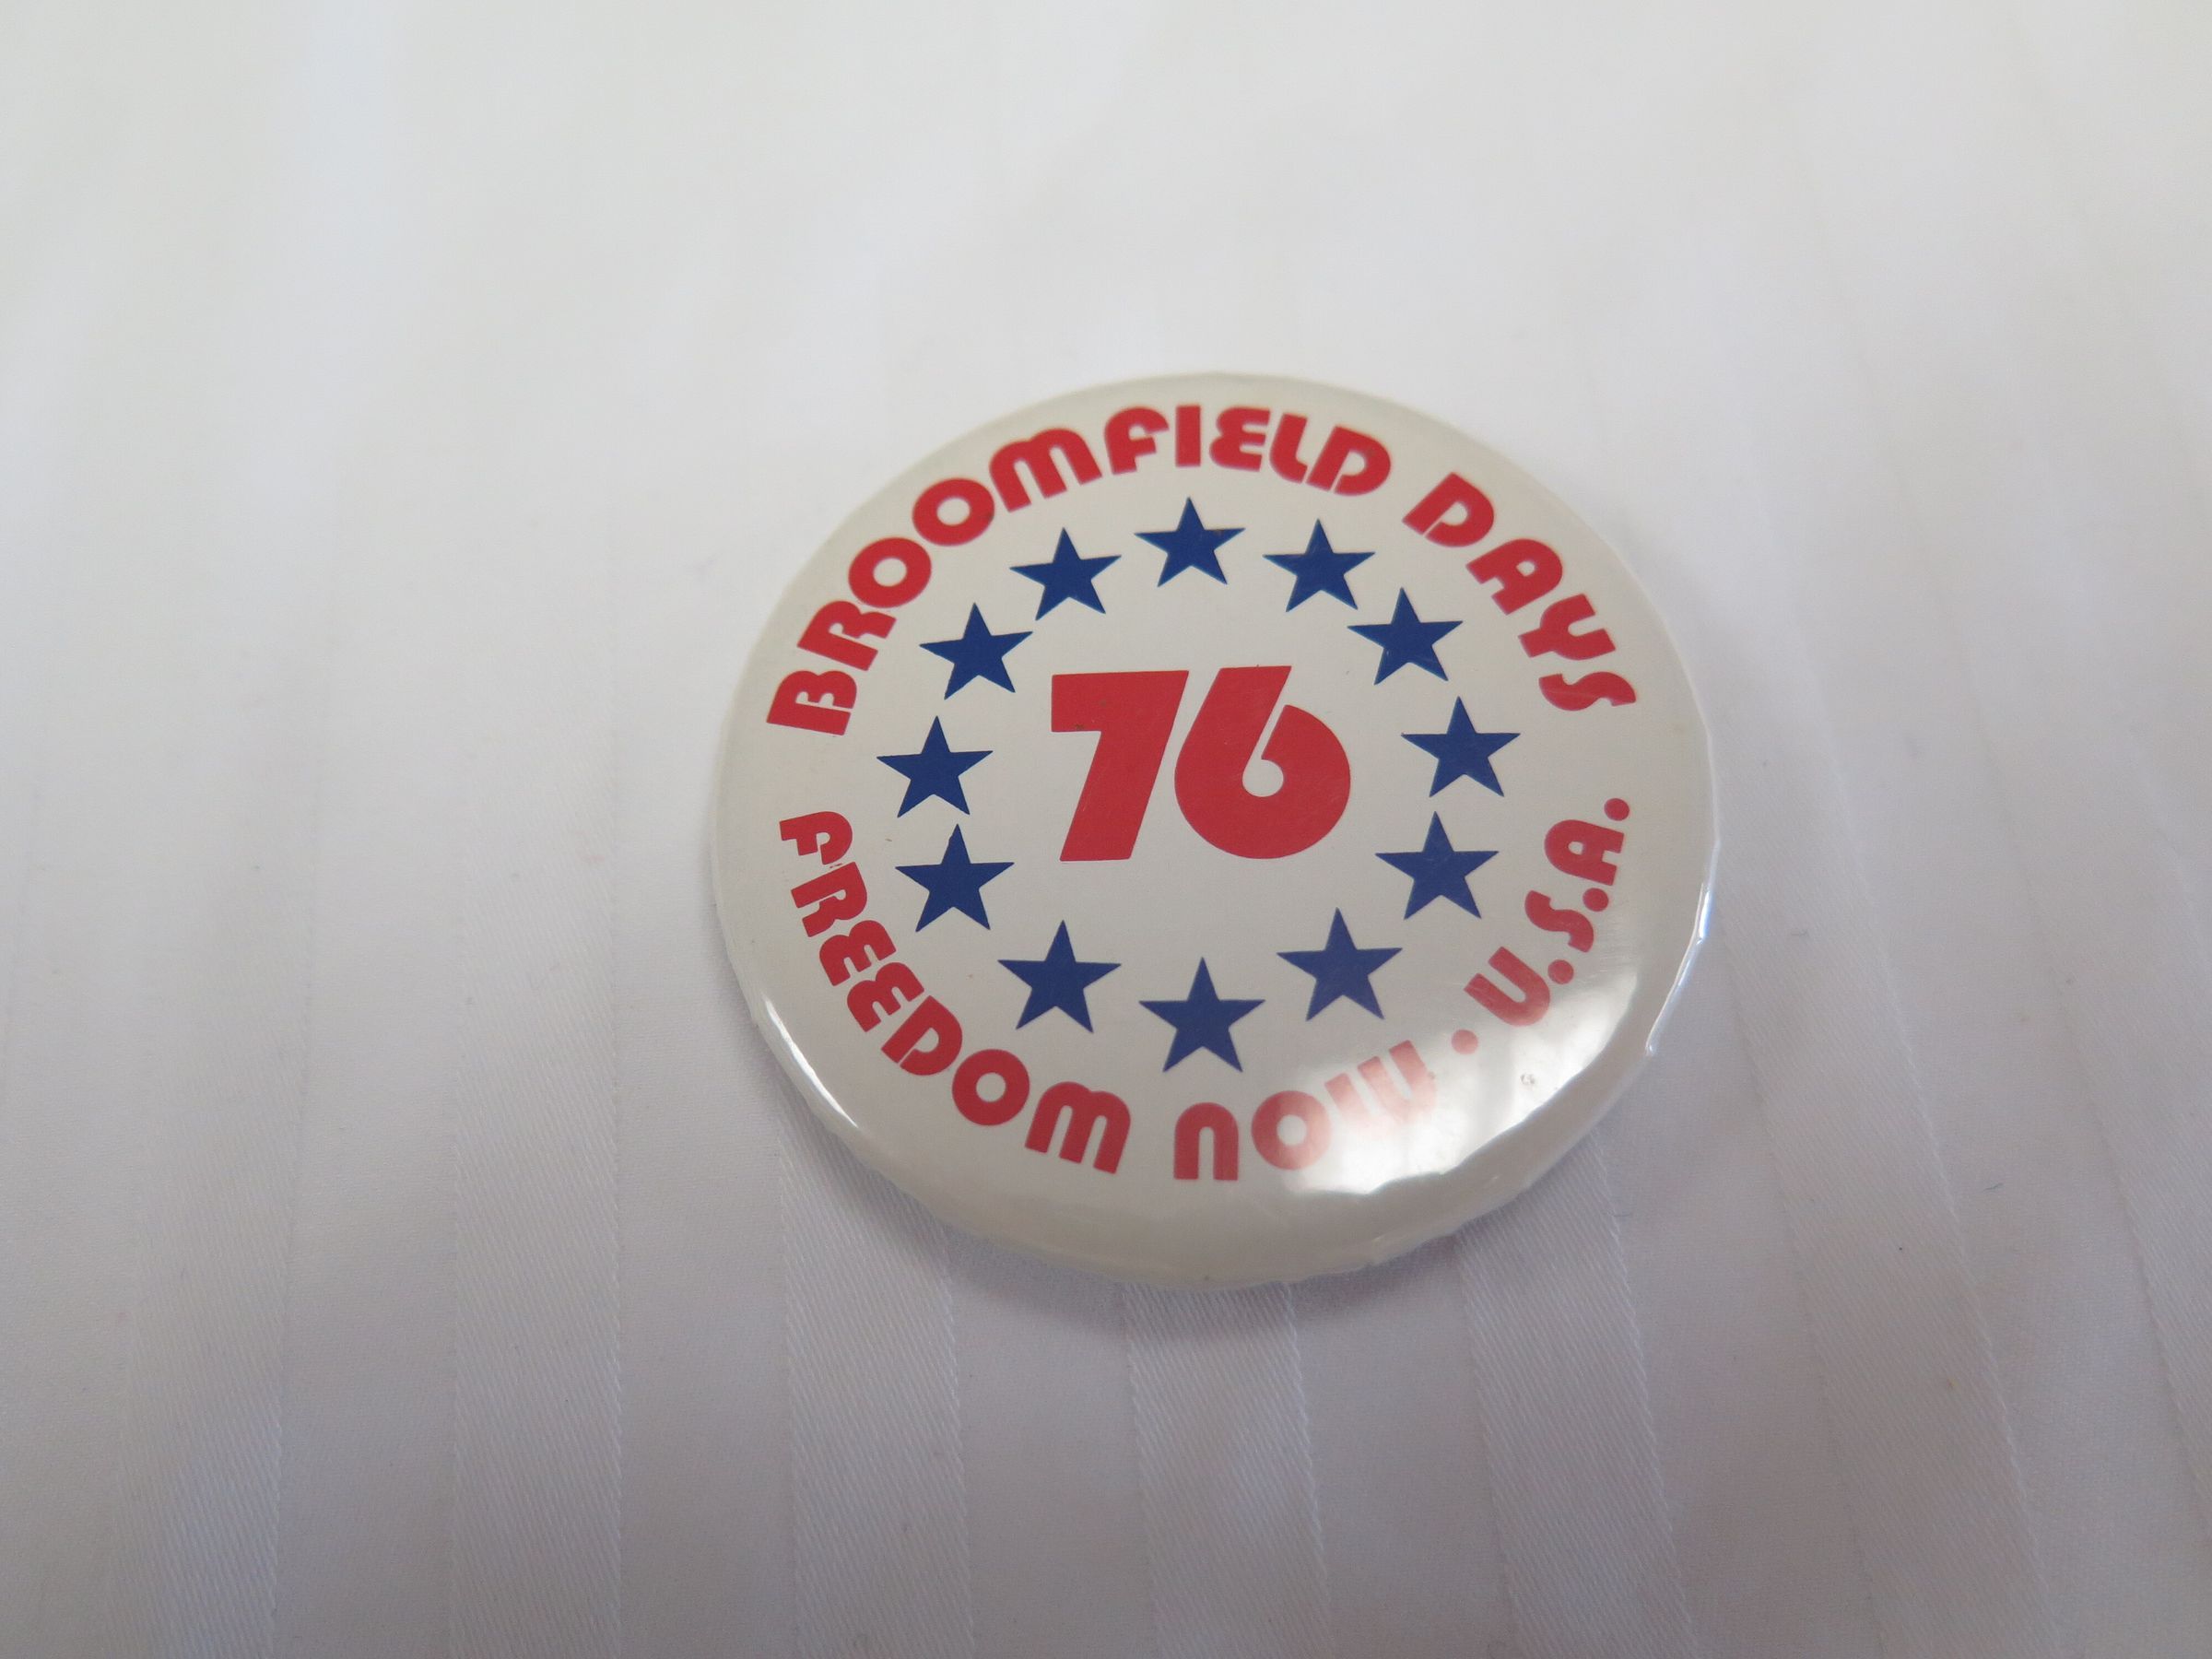 BROOMFIELD DAYS
76
FREEDOM NOW • U.S.A.